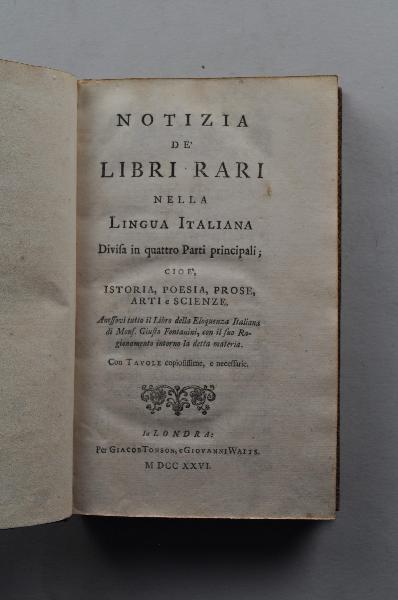 NOTIZIA
DE'
LIBRI RARI
NELLA
LINGUA ITALIANA
Diviſa in quattro Parti principali;
CIOE',
ISTORIA, POESIA, PROSE,
ARTI e SCIENZE.
Aneſſovi tutto il Libro della Eloquenza Italiana
di Monſ. Giuſto Fontanini, con il ſuo Ra-
gionamento intorno la detta materia.
Con TAVOLE copioſiſſime, e neceſſarie.
In LONDRA:
Per GIACOB TONSON, e GIOVANNI WATTS.
M DCC XXVI.